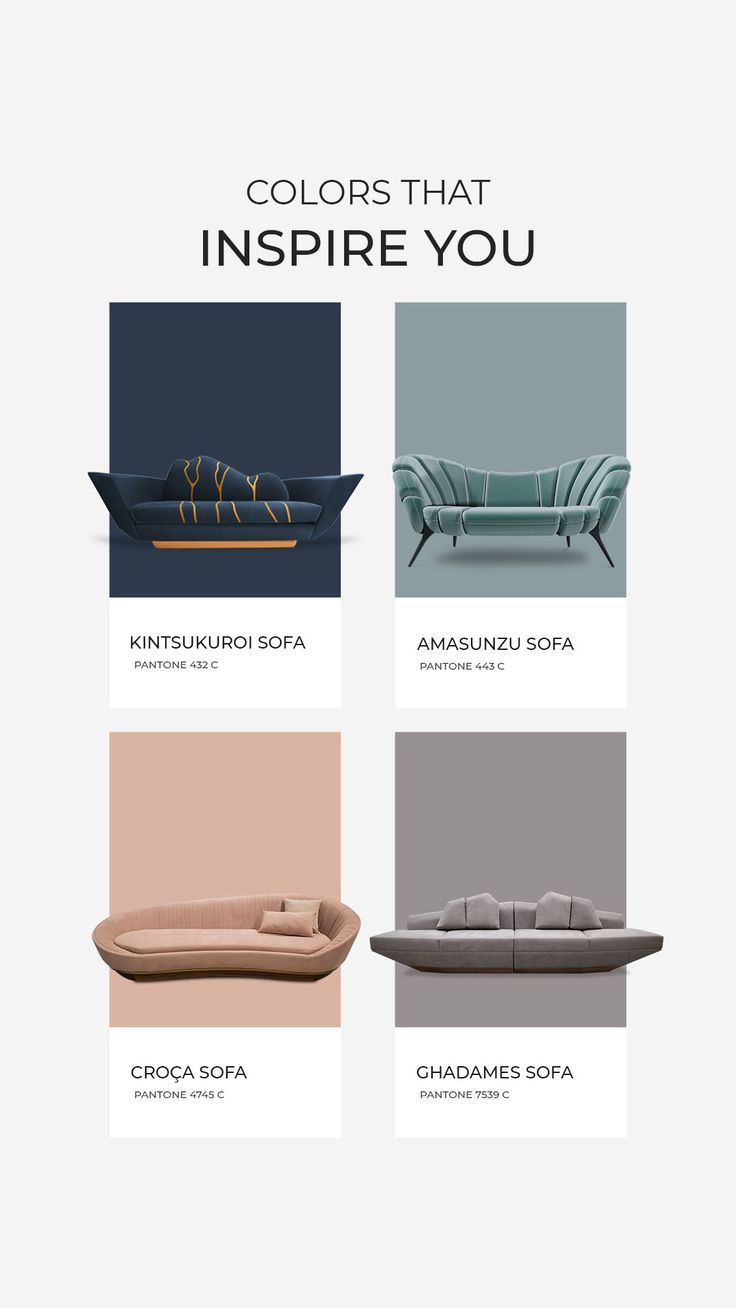 COLORS THAT
INSPIRE YOU
KINTSUKUROI SOFA
PANTONE 432 C
AMASUNZU SOFA
PANTONE 443 C
CROÇA SOFA
PANTONE 4745 C
GHADAMES SOFA
PANTONE 7539 C